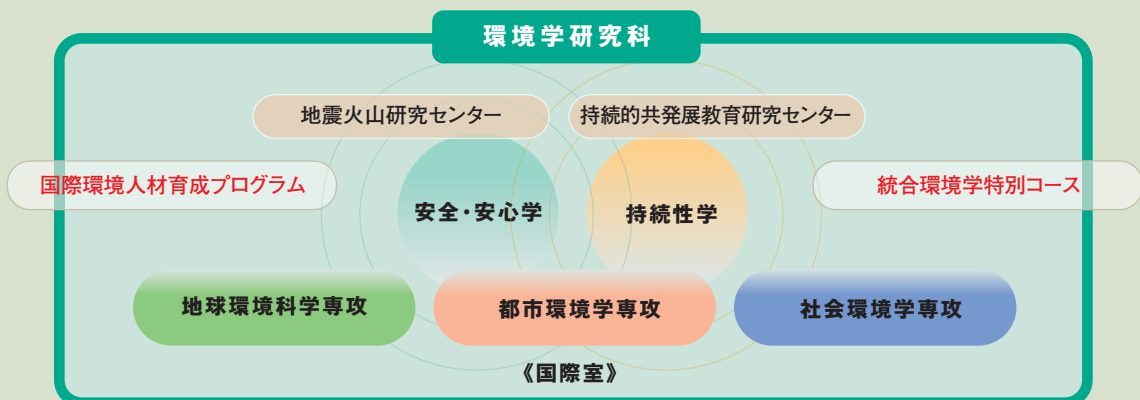 環境学研究科
地震火山研究センター
持続的共発展教育研究センター
国際環境人材育成プログラム
統合環境学特別コース
安全・安心学
持続性学
地球環境科学専攻
都市環境学専攻
社会環境学専攻
《国際室》